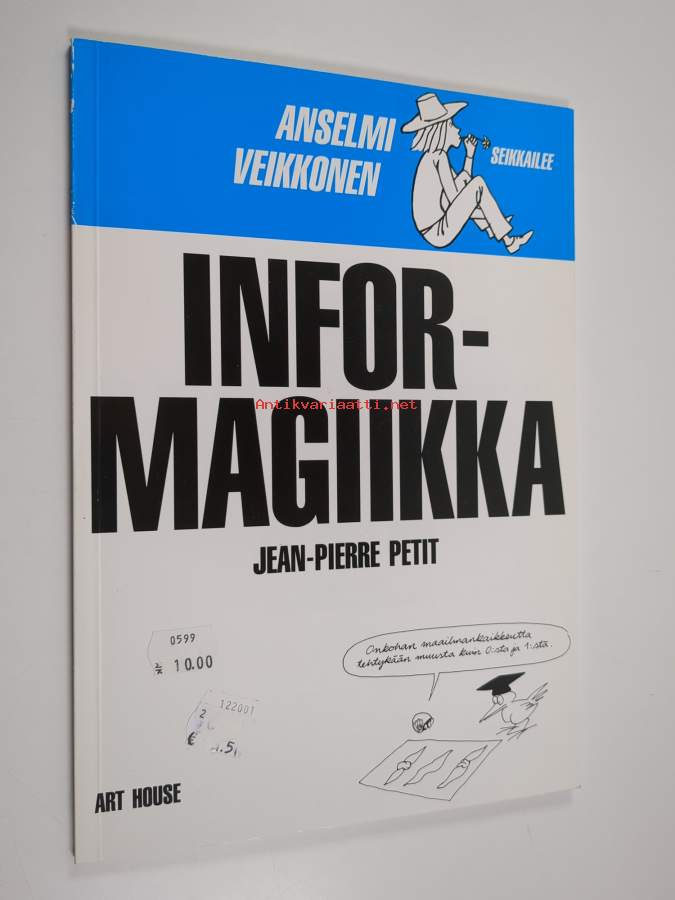 ANSELMI
VEIKKONEN
SEIKKAILEE
INFOR-
MAGIIKKA
Antikvariaatti.net
JEAN-PIERRE PETIT
Onkohan maailmankaikkeutta
tehtykään muusta kuin 0:sta ja 1:stä.
0599
10.00
122001
2
€
ART HOUSE